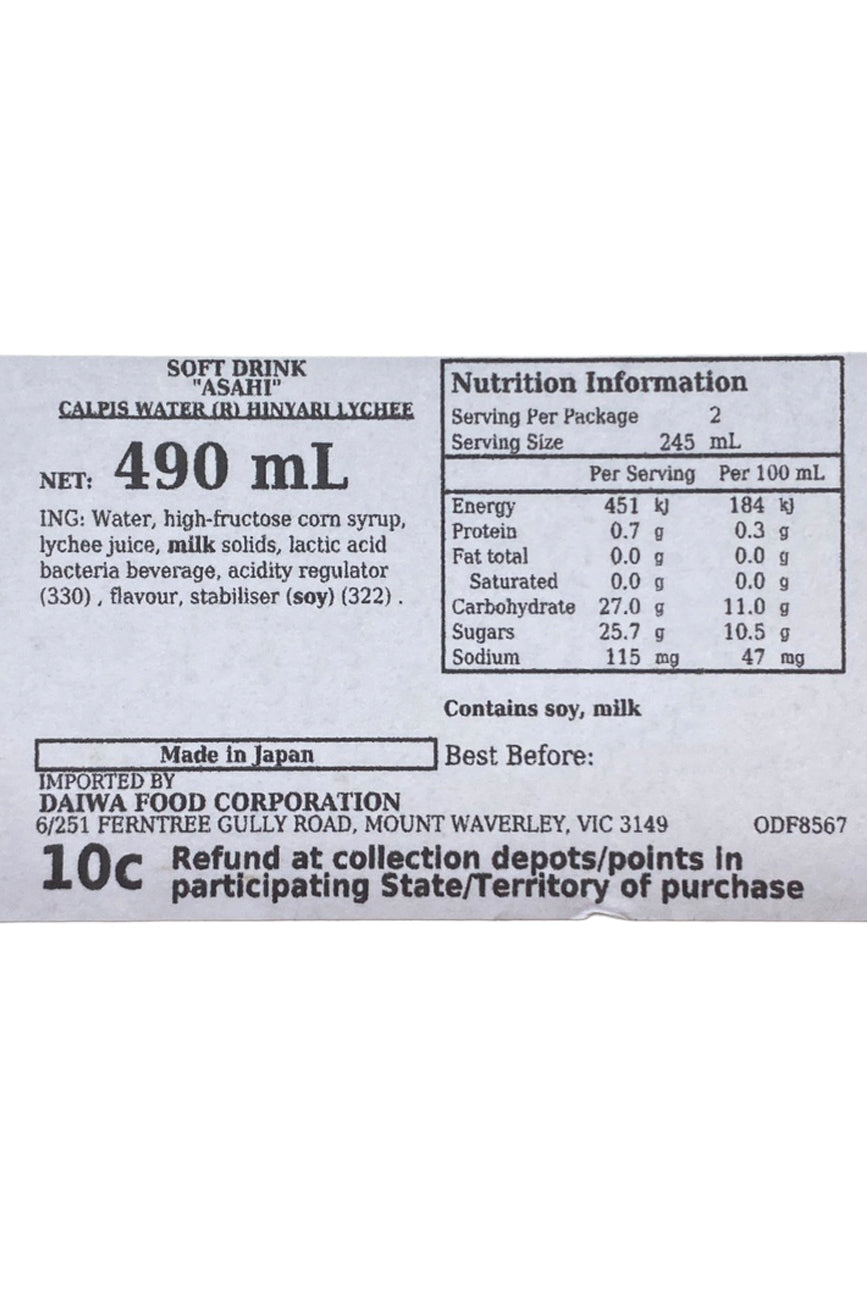 SOFT DRINK
"ASAHI"
CALPIS WATER (R) HINYARI LYCHEE
NET: 490 mL
ING: Water, high-fructose corn syrup,
lychee juice, milk solids, lactic acid
bacteria beverage, acidity regulator
(330) , flavour, stabiliser (soy) (322) .
Nutrition Information
Serving Per Package 2
Serving Size 245 mL
Per Serving Per 100 mL
Energy 451 kJ 184 kJ
Protein 0.7 g 0.3 g
Fat total 0.0 g 0.0 g
Saturated 0.0 g 0.0 g
Carbohydrate 27.0 g 11.0 g
Sugars 25.7 g 10.5 g
Sodium 115 mg 47 mg
Contains soy, milk
Made in Japan
Best Before:
IMPORTED BY
DAIWA FOOD CORPORATION
6/251 FERNTREE GULLY ROAD, MOUNT WAVERLEY, VIC 3149 ODF8567
10c Refund at collection depots/points in
participating State/Territory of purchase